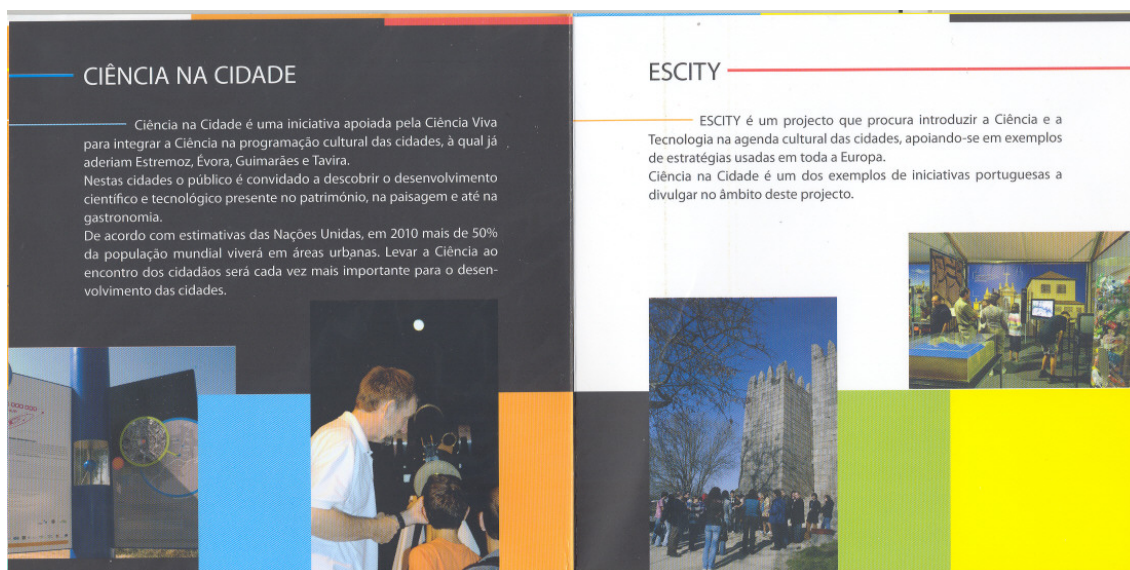 CIÊNCIA NA CIDADE
Ciência na Cidade é uma iniciativa apoiada pela Ciência Viva
para integrar a Ciência na programação cultural das cidades, à qual já
aderiam Estremoz, Évora, Guimarães e Tavira.
Nestas cidades o público é convidado a descobrir o desenvolvimento
científico e tecnológico presente no património, na paisagem e até na
gastronomia.
De acordo com estimativas das Nações Unidas, em 2010 mais de 50%
da população mundial viverá em áreas urbanas. Levar a Ciência ao
encontro dos cidadãos será cada vez mais importante para o desen-
volvimento das cidades.
ESCITY
ESCITY é um projecto que procura introduzir a Ciência e a
Tecnologia na agenda cultural das cidades, apoiando-se em exemplos
de estratégias usadas em toda a Europa.
Ciência na Cidade é um dos exemplos de iniciativas portuguesas a
divulgar no âmbito deste projecto.